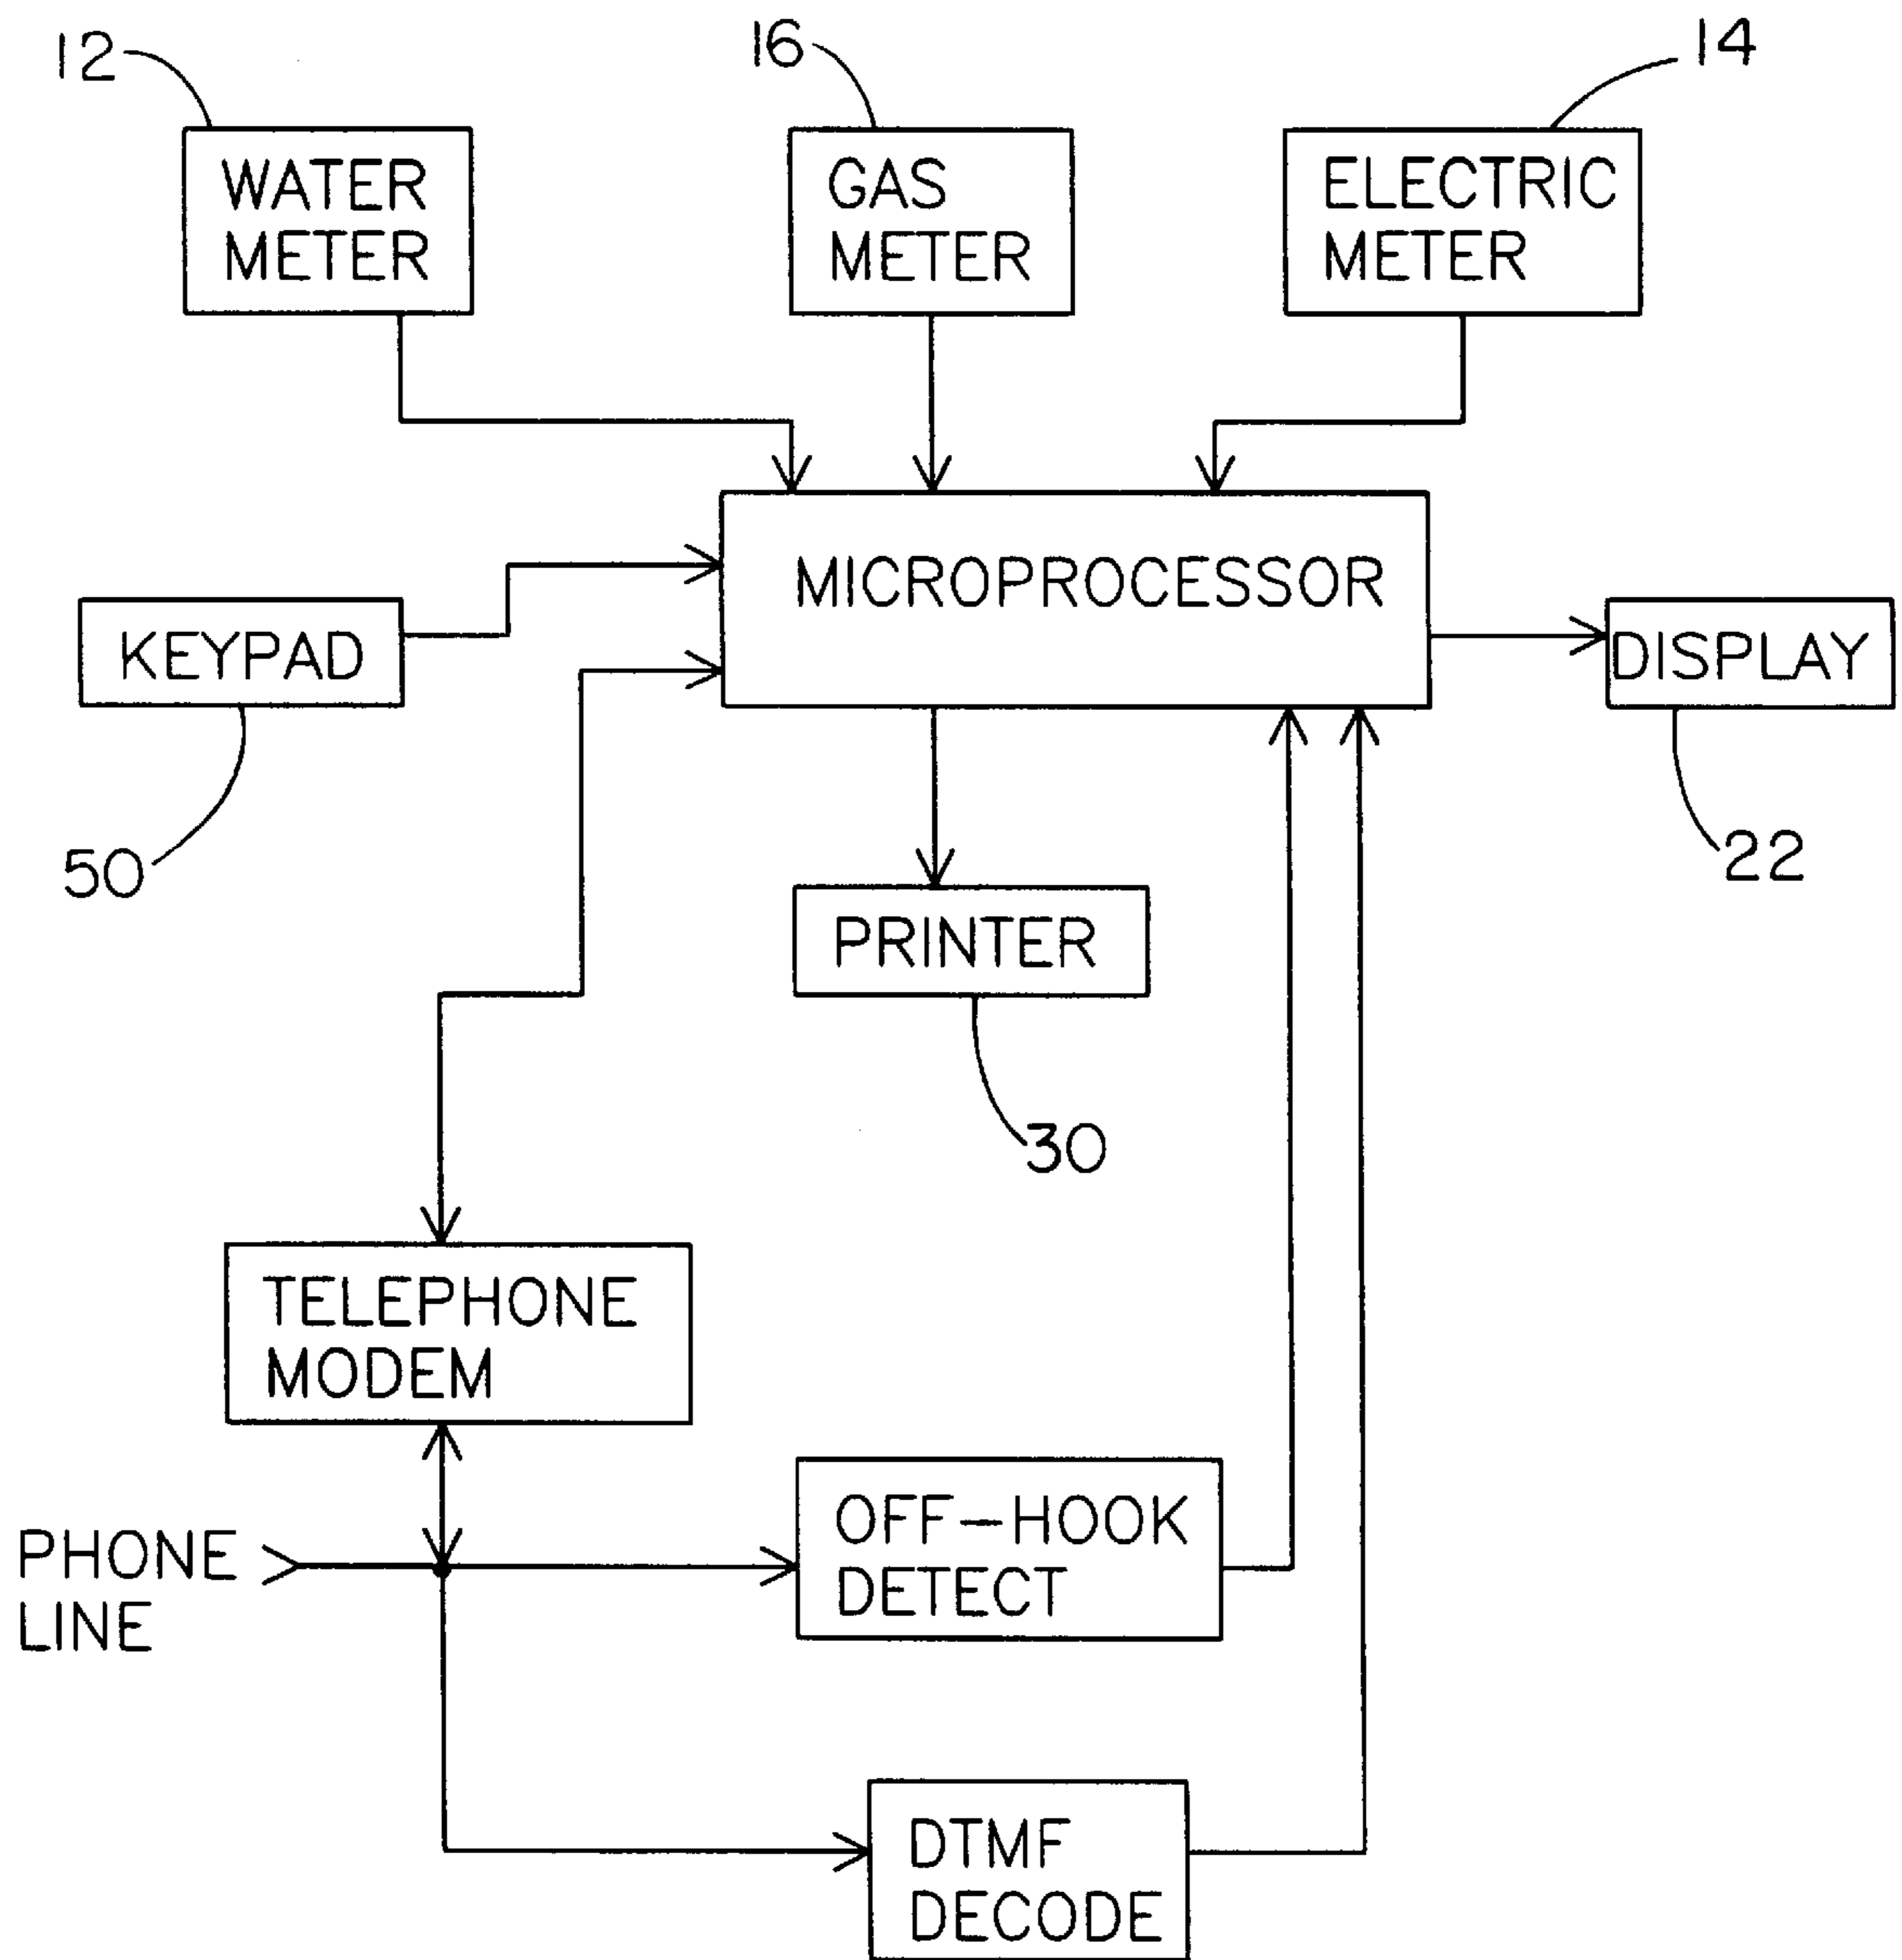 12
16
14
WATER
METER
GAS
METER
ELECTRIC
METER
MICROPROCESSOR
KEYPAD
DISPLAY
50
22
PRINTER
30
TELEPHONE
MODEM
OFF-HOOK
DETECT
PHONE
LINE
DTMF
DECODE